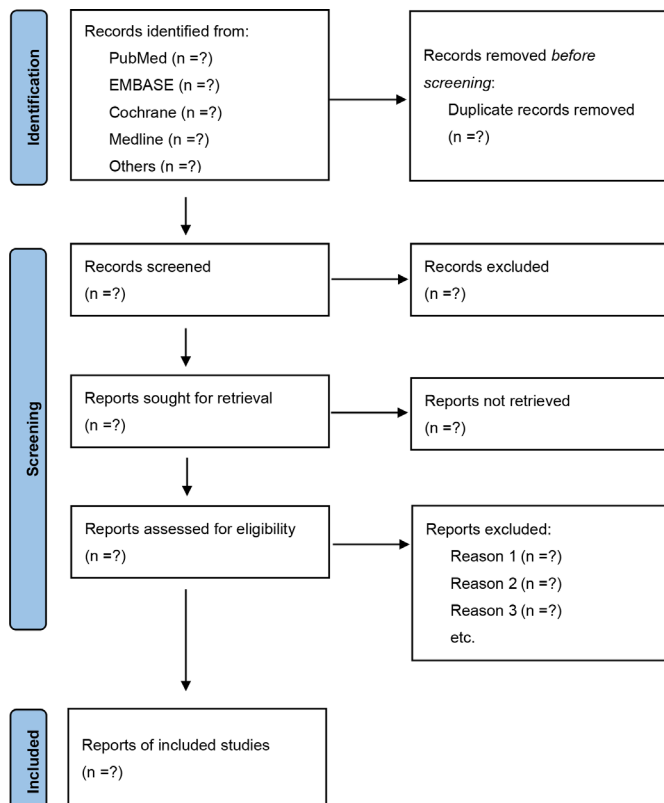 Identification
Records identified from:
PubMed (n =?)
EMBASE (n =?)
Cochrane (n =?)
Medline (n =?)
Others (n =?)
Records removed before
screening:
Duplicate records removed
(n =?)
Screening
Records screened
(n =?)
Records excluded
(n =?)
Reports sought for retrieval
(n =?)
Reports not retrieved
(n =?)
Reports assessed for eligibility
(n =?)
Reports excluded:
Reason 1 (n =?)
Reason 2 (n =?)
Reason 3 (n =?)
etc.
Included
Reports of included studies
(n =?)